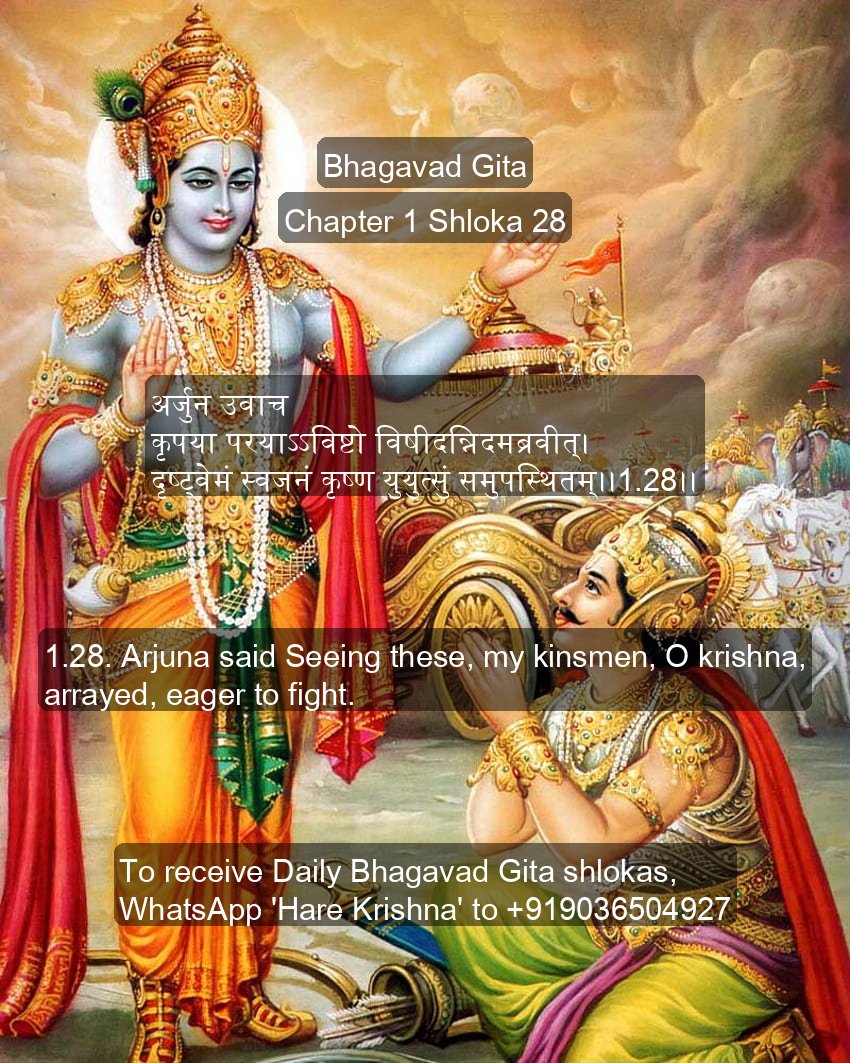 Bhagavad Gita
Chapter 1 Shloka 28
अर्जुन उवाच
कृपया परयाऽऽविष्टो विषीदन्निदमब्रवीत्।
दृष्ट्वेमं स्वजनं कृष्ण युयुत्सुं समुपस्थितम्।।1.28।।
1.28. Arjuna said Seeing these, my kinsmen, O krishna,
arrayed, eager to fight.
To receive Daily Bhagavad Gita shlokas,
WhatsApp 'Hare Krishna' to +919036504927